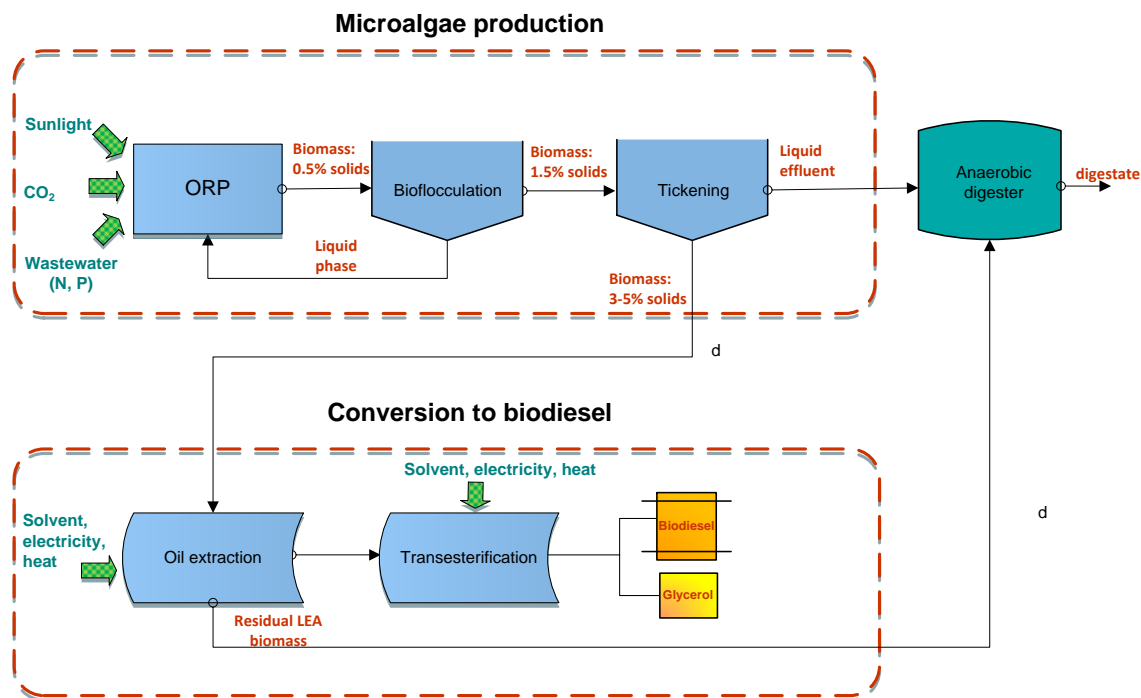 Microalgae production
Sunlight
CO₂
Wastewater
(N, P)
ORP
Biomass:
0.5% solids
Liquid
phase
Bioflocculation
Biomass:
1.5% solids
Tickening
Liquid
effluent
Biomass:
3-5% solids
Anaerobic
digester
digestate
d
Conversion to biodiesel
Solvent, electricity, heat
Solvent,
electricity,
heat
Oil extraction
Transesterification
Biodiesel
Glycerol
Residual LEA
biomass
d